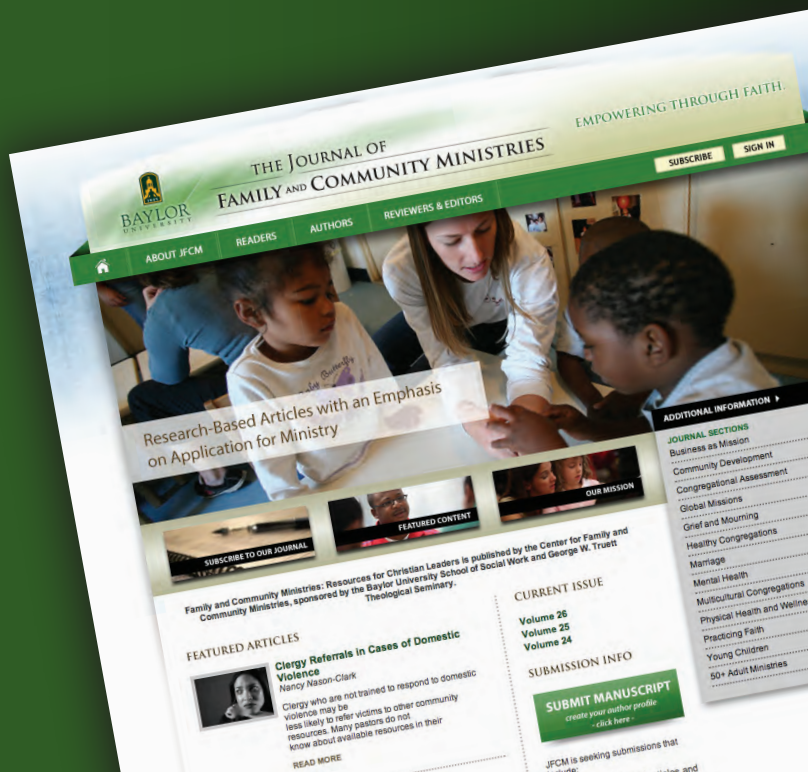 EMPOWERING THROUGH FAITH.
THE JOURNAL OF
FAMILY AND COMMUNITY MINISTRIES
BAYLOR
UNIVERSITY
SUBSCRIBE
SIGN IN
ABOUT JFCM
READERS
AUTHORS
REVIEWERS & EDITORS
Research-Based Articles with an Emphasis
on Application for Ministry
SUBSCRIBE TO OUR JOURNAL
FEATURED CONTENT
OUR MISSION
Family and Community Ministries: Resources for Christian Leaders is published by the Center for Family and
Community Ministries, sponsored by the Baylor University School of Social Work and George W. Truett
Theological Seminary.
FEATURED ARTICLES
Clergy Referrals in Cases of Domestic
Violence
Nancy Nason-Clark
Clergy who are not trained to respond to domestic
violence may be
less likely to refer victims to other community
resources. Many pastors do not
know about available resources in their
READ MORE
CURRENT ISSUE
Volume 26
Volume 25
Volume 24
SUBMISSION INFO
SUBMIT MANUSCRIPT
create your author profile
- click here -
JFCM is seeking submissions that
and
ADDITIONAL INFORMATION
JOURNAL SECTIONS
Business as Mission
Community Development
Congregational Assessment
Global Missions
Grief and Mourning
Healthy Congregations
Marriage
Mental Health
Multicultural Congregations
Physical Health and Wellne
Practicing Faith
Young Children
50+ Adult Ministries